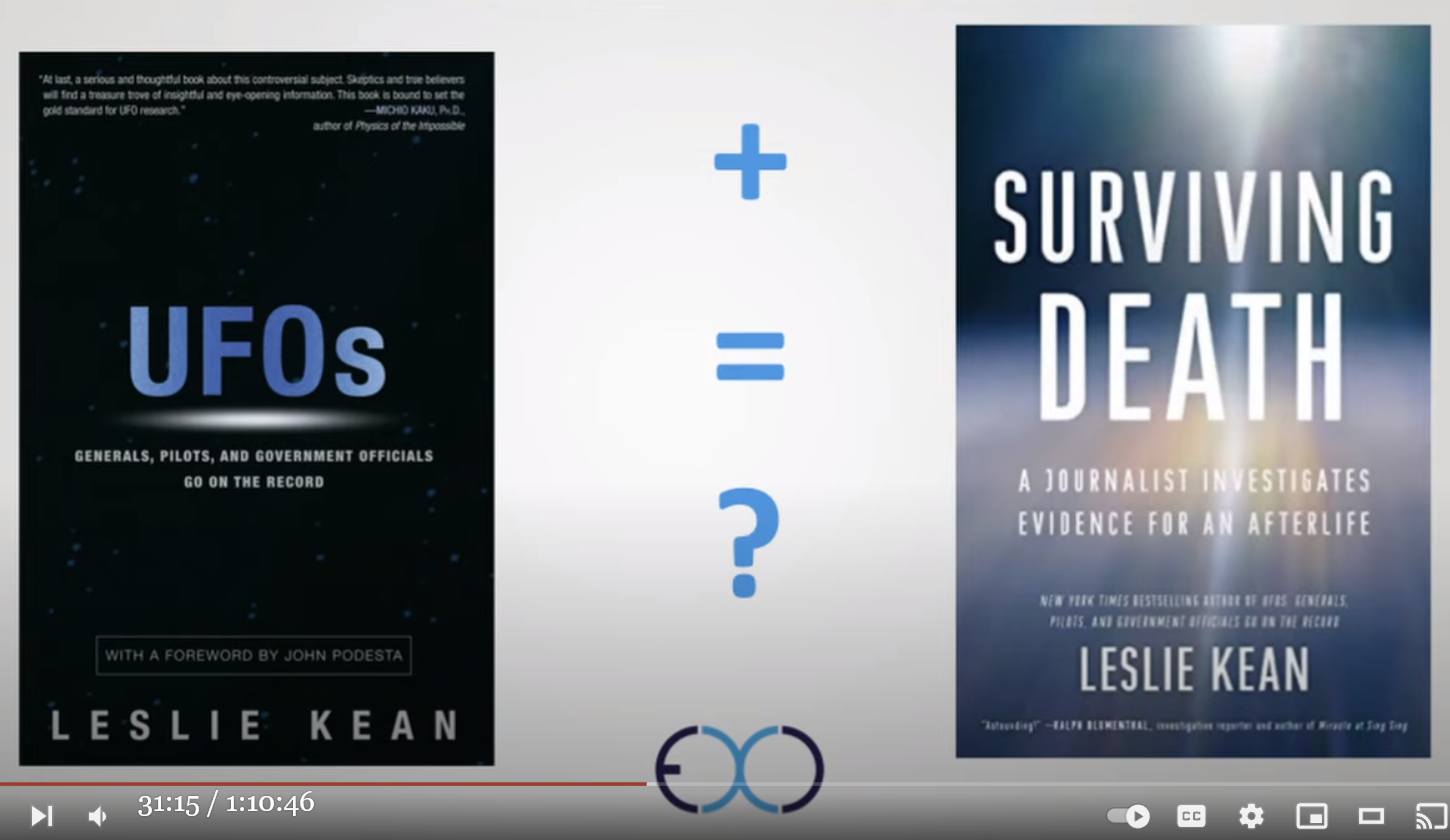 "At last, a serious and thoughtful book about this controversial subject. Skeptics and true believers
will find a treasure trove of insightful and eye-opening information. This book is bound to set the
gold standard for UFO research."
—MICHIO KAKU, PH.D.,
author of Physics of the Impossible
UFOs
GENERALS, PILOTS, AND GOVERNMENT OFFICIALS
GO ON THE RECORD
WITH A FOREWORD BY JOHN PODESTA
LESLIE KEAN
+
=
?
SURVIVING
DEATH
A JOURNALIST INVESTIGATES
EVIDENCE FOR AN AFTERLIFE
NEW YORK TIMES BESTSELLING AUTHOR OF UFOS: GENERALS,
PILOTS, AND GOVERNMENT OFFICIALS GO ON THE RECORD
LESLIE KEAN
"Astounding!" —RALPH BLUMENTHAL, investigative reporter and author of Miracle at Sing Sing
EXO
31:15 / 1:10:46
CC